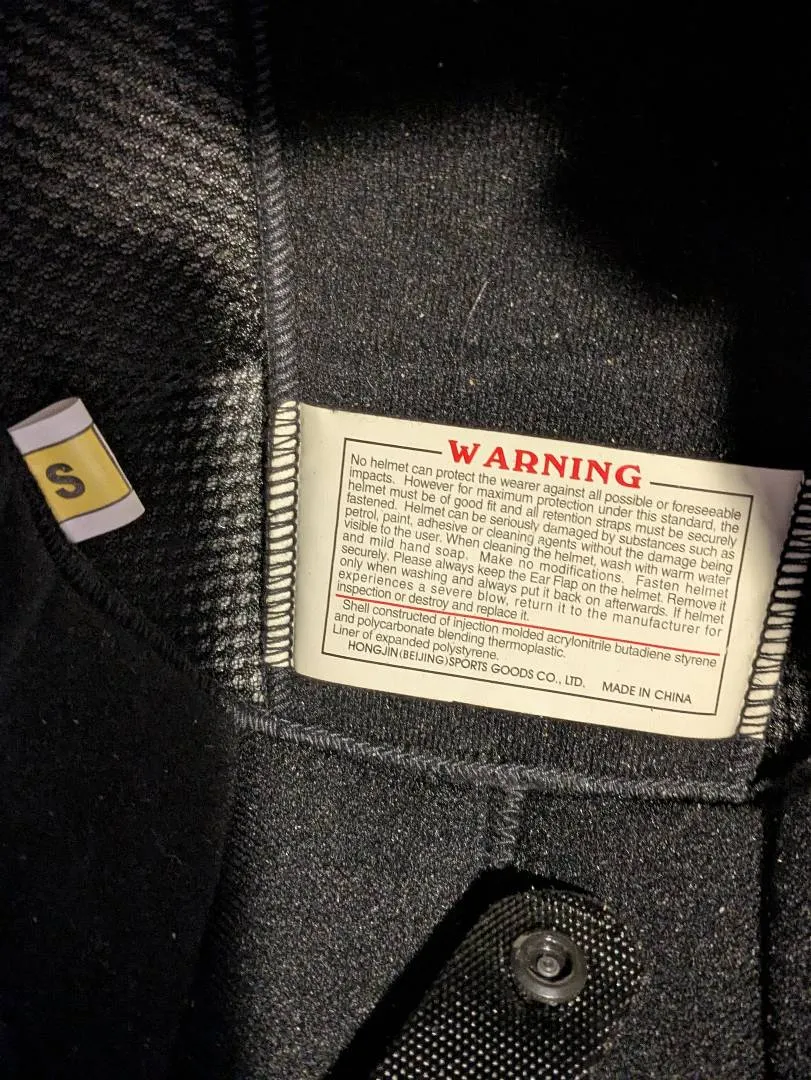 S
WARNING
No helmet can protect the wearer against all possible or foreseeable
impacts. However for maximum protection under this standard, the
helmet must be of good fit and all retention straps must be securely
fastened. Helmet can be seriously damaged by substances such as
petrol, paint, adhesive or cleaning agents without the damage being
visible to the user. When cleaning the helmet, wash with warm water
and mild hand soap. Make no modifications. Fasten helmet
securely. Please always keep the Ear Flap on the helmet. Remove it
only when washing and always put it back on afterwards. If helmet
experiences a severe blow, return it to the manufacturer for
inspection or destroy and replace it.
Shell constructed of injection molded acrylonitrile butadiene styrene
and polycarbonate blending thermoplastic.
Liner of expanded polystyrene.
HONGJIN(BEIJING)SPORTS GOODS CO., LTD. MADE IN CHINA